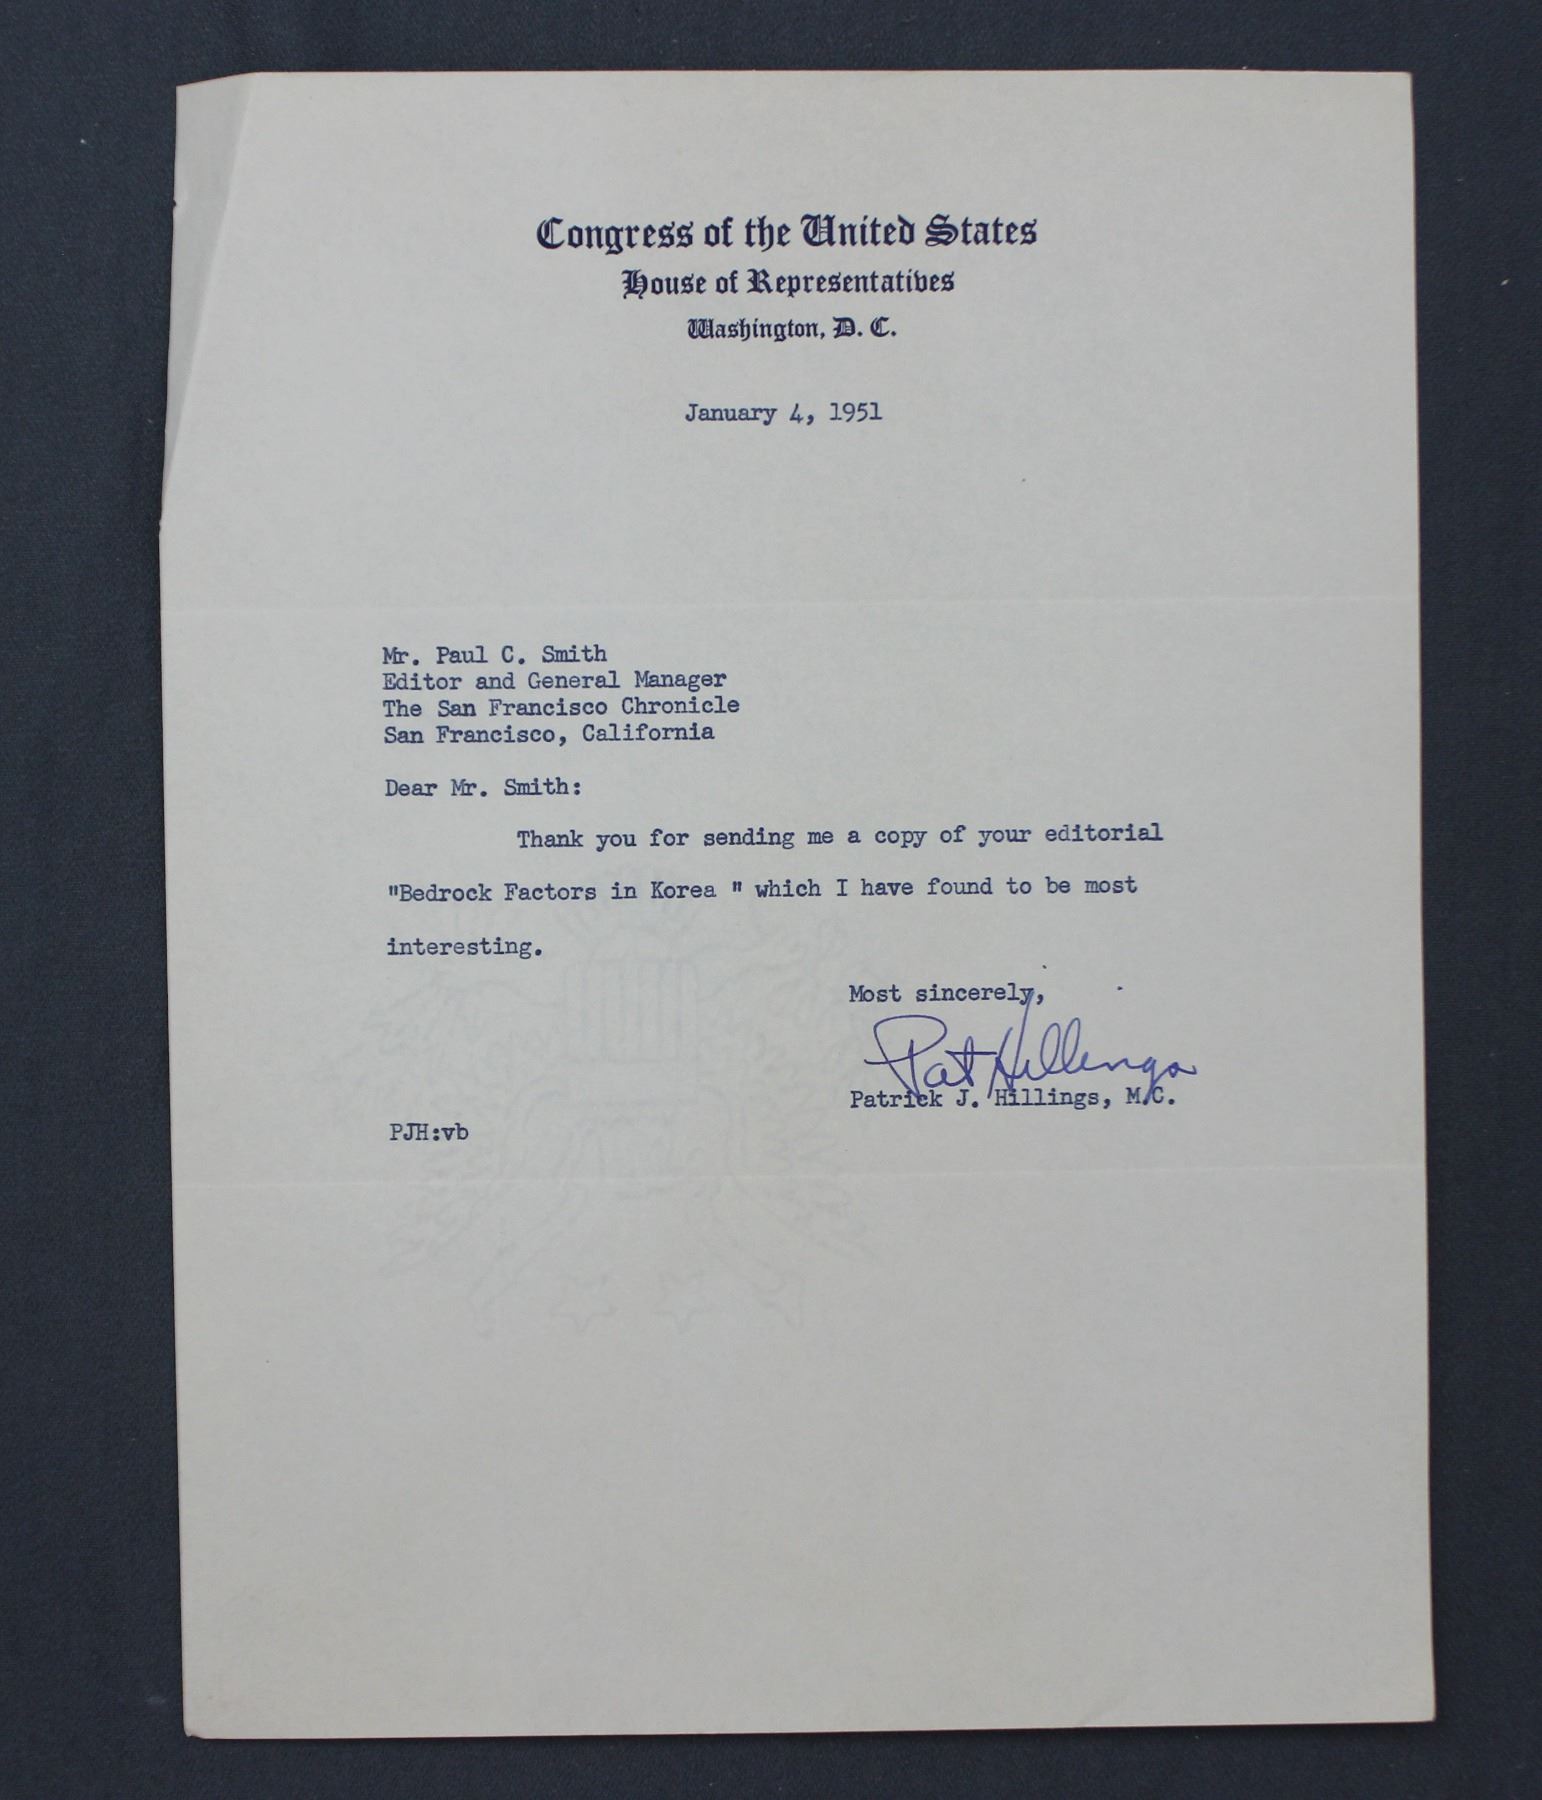 Congress of the United States
House of Representatives
Washington, D. C.
January 4, 1951
Mr. Paul C. Smith
Editor and General Manager
The San Francisco Chronicle
San Francisco, California
Dear Mr. Smith:
Thank you for sending me a copy of your editorial
"Bedrock Factors in Korea " which I have found to be most
interesting.
Most sincerely,
Pat Hillings
Patrick J. Hillings, M.C.
PJH:vb